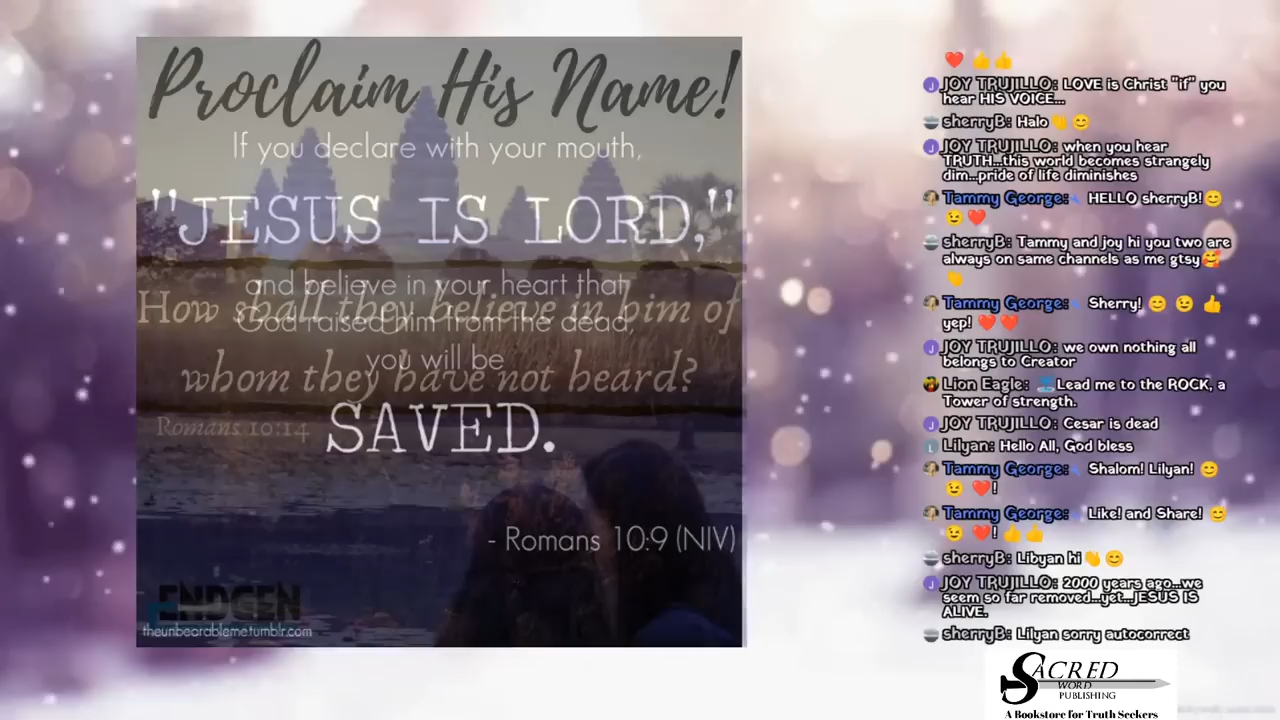 Proclaim His Name!
If you declare with your mouth,
"JESUS IS LORD,"
and believe in your heart that
How shall they believe in him of
God raised him from the dead,
you will be
whom they have not heard?
Romans 10:14
SAVED.
- Romans 10:9 (NIV)
ENDGEN
theunbearableme.tumblr.com
❤️ 👍👍
JOY TRUJILLO: LOVE is Christ "if" you
hear HIS VOICE...
sherryB: Halo👋😊
JOY TRUJILLO: when you hear
TRUTH...this world becomes strangely
dim...pride of life diminishes
Tammy George: HELLO sherryB!😊
😉 ❤️
sherryB: Tammy and joy hi you two are
always on same channels as me gtsy🥰
👋
Tammy George: Sherry! 😊 😉 👍
yep! ❤️❤️
JOY TRUJILLO: we own nothing all
belongs to Creator
Lion Eagle: Lead me to the ROCK, a
Tower of strength.
JOY TRUJILLO: Cesar is dead
Lilyan: Hello All, God bless
Tammy George: Shalom! Lilyan! 😊
😉 ❤️!
Tammy George: Like! and Share! 😊
😉 ❤️! 👍👍
sherryB: Libyan hi👋😊
JOY TRUJILLO: 2000 years ago...we
seem so far removed...yet...JESUS IS
ALIVE.
sherryB: Lilyan sorry autocorrect
SACRED
WORD
PUBLISHING
A Bookstore for Truth Seekers